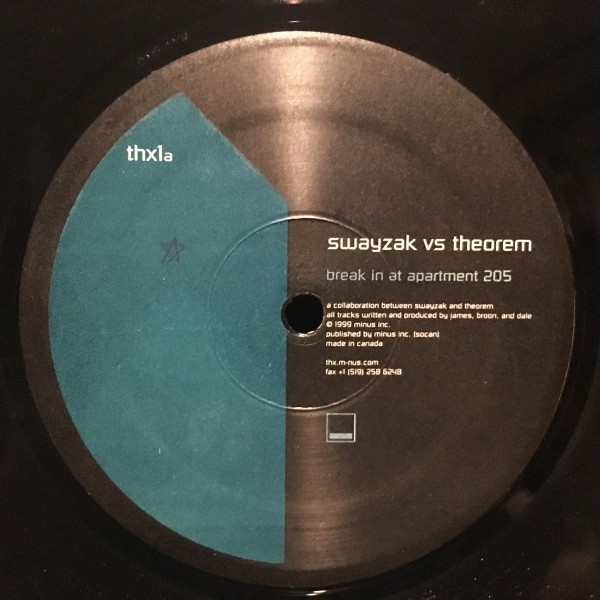 thx1a
swayzak vs theorem
break in at apartment 205
a collaboration between swayzak and theorem
all tracks written and produced by james, broon, and dale
© 1999 minus inc.
published by minus inc. (socan)
made in canada
thx.m-nus.com
fax +1 (519) 258 6248